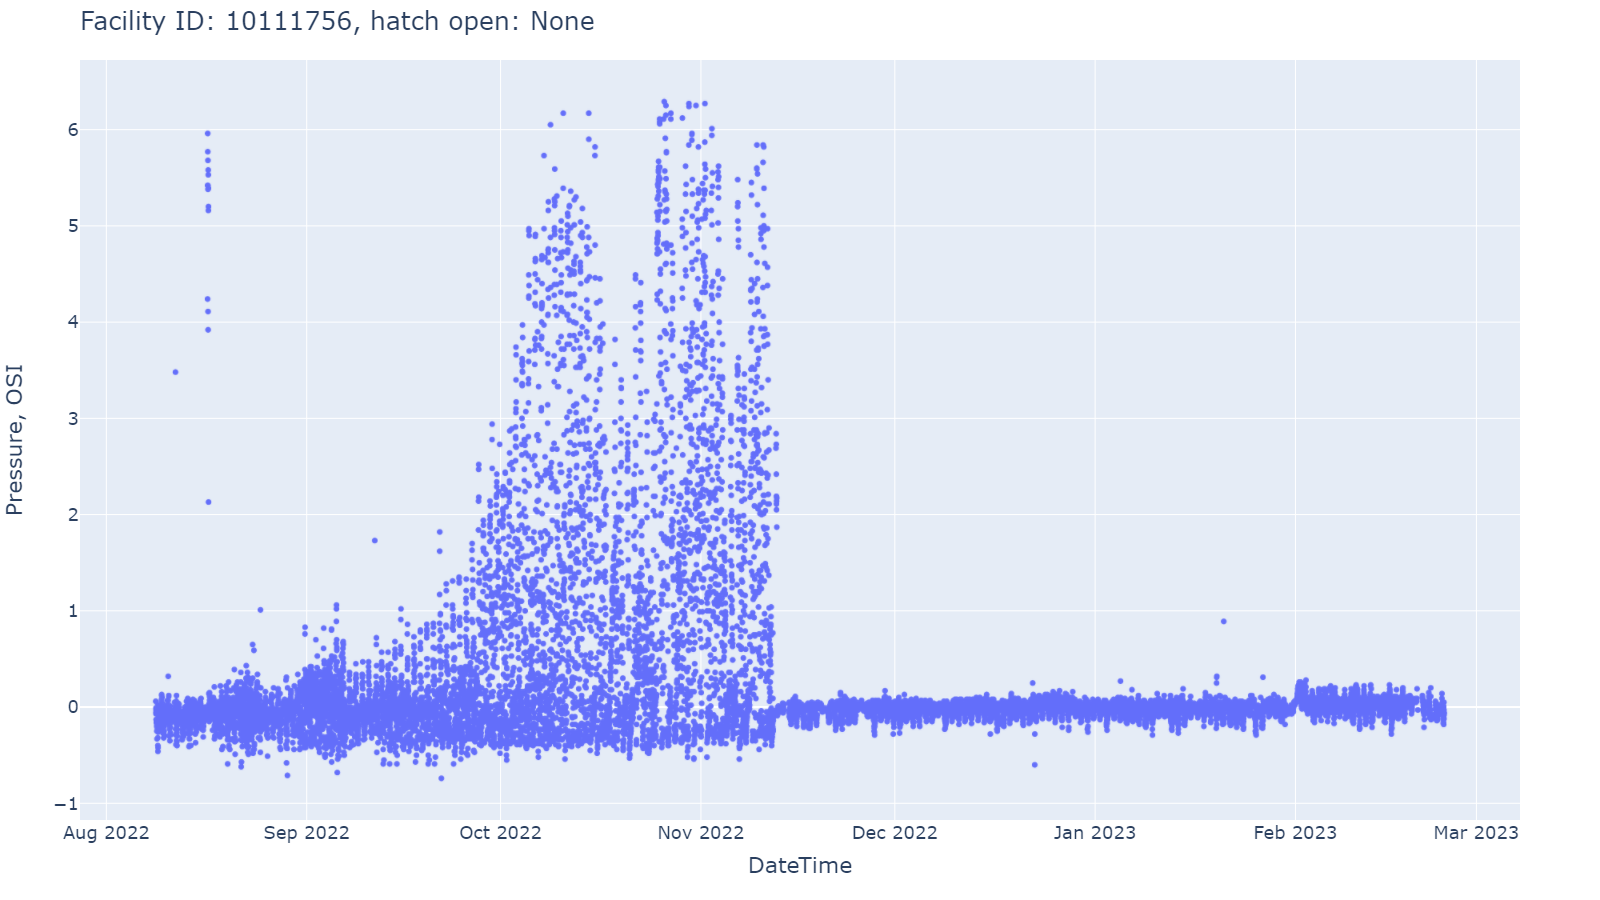 Facility ID: 10111756, hatch open: None
Pressure, OSI
6
5
4
3
2
1
0
−1
Aug 2022 Sep 2022 Oct 2022 Nov 2022 Dec 2022 Jan 2023 Feb 2023 Mar 2023
DateTime